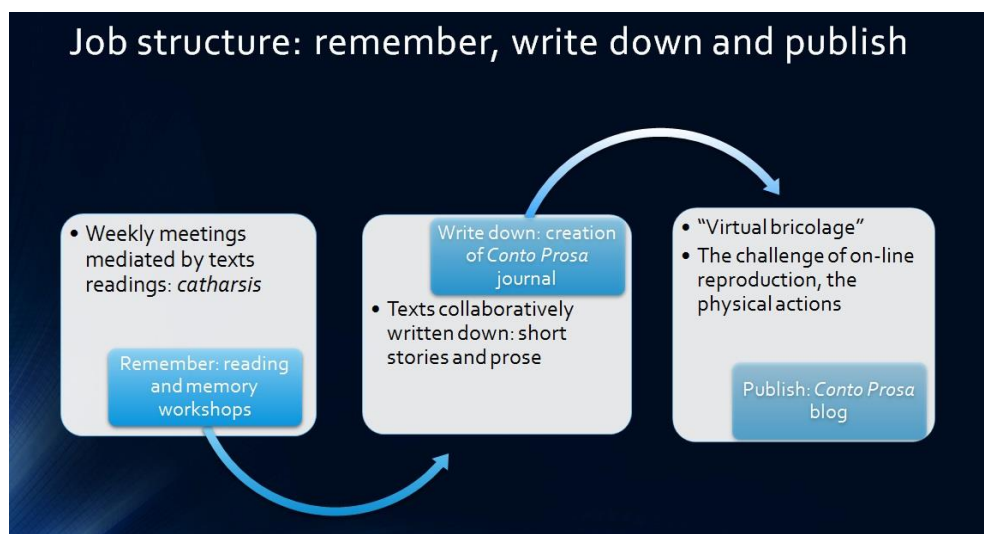 Job structure: remember, write down and publish
• Weekly meetings
mediated by texts
readings: catharsis
Remember: reading
and memory
workshops
Write down: creation
of Conto Prosa
journal
• Texts collaboratively
written down: short
stories and prose
• “Virtual bricolage”
• The challenge of on-line
reproduction, the
physical actions
Publish: Conto Prosa
blog